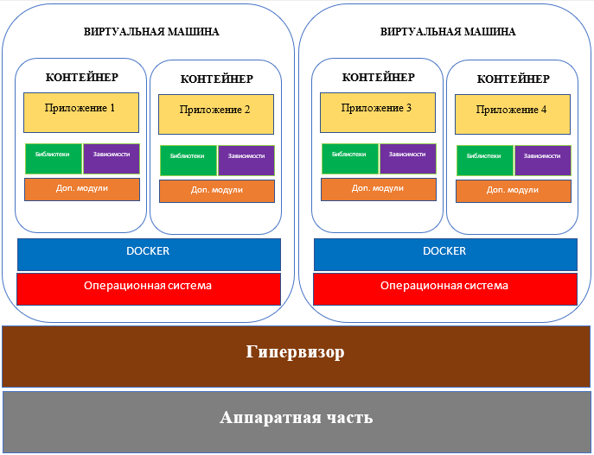 ВИРТУАЛЬНАЯ МАШИНА
КОНТЕЙНЕР
Приложение 1
Библиотеки
Зависимости
Доп. модули
КОНТЕЙНЕР
Приложение 2
Библиотеки
Зависимости
Доп. модули
DOCKER
Операционная система
ВИРТУАЛЬНАЯ МАШИНА
КОНТЕЙНЕР
Приложение 3
Библиотеки
Зависимости
Доп. модули
КОНТЕЙНЕР
Приложение 4
Библиотеки
Зависимости
Доп. модули
DOCKER
Операционная система
Гипервизор
Аппаратная часть